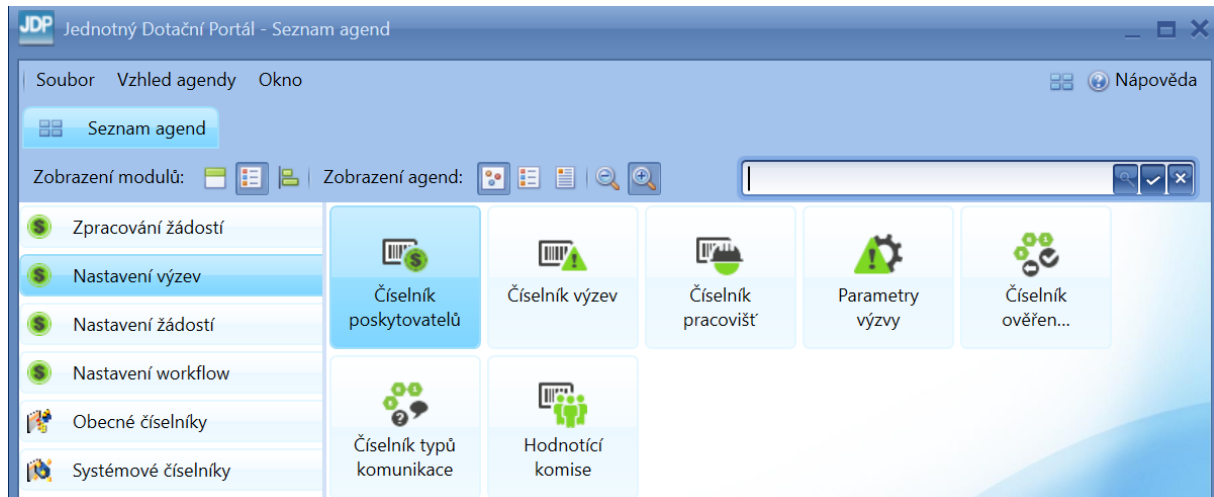 JDP Jednotný Dotační Portál - Seznam agend
Soubor Vzhled agendy Okno Nápověda
Seznam agend
Zobrazení modulů: Zobrazení agend:
Zpracování žádostí
Nastavení výzev
Nastavení žádostí
Nastavení workflow
Obecné číselníky
Systémové číselníky
Číselník
poskytovatelů
Číselník výzev
Číselník
pracovišť
Parametry
výzvy
Číselník
ověřen...
Číselník typů
komunikace
Hodnotící
komise